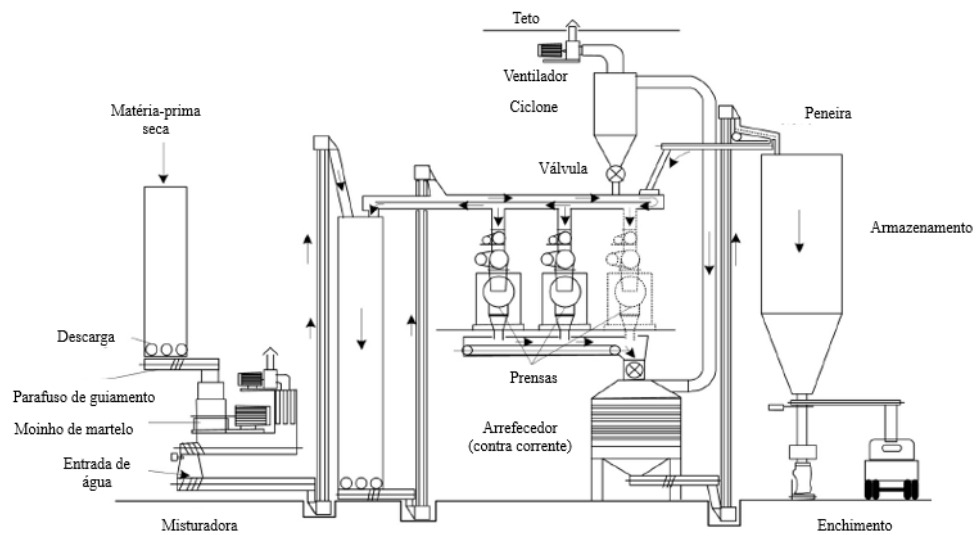 Teto
Ventilador
Ciclone
Matéria-prima
seca
Peneira
Válvula
Armazenamento
Descarga
Parafuso de guiamento
Moinho de martelo
Prensas
Arrefecedor
(contra corrente)
Entrada de
água
Misturadora
Enchimento